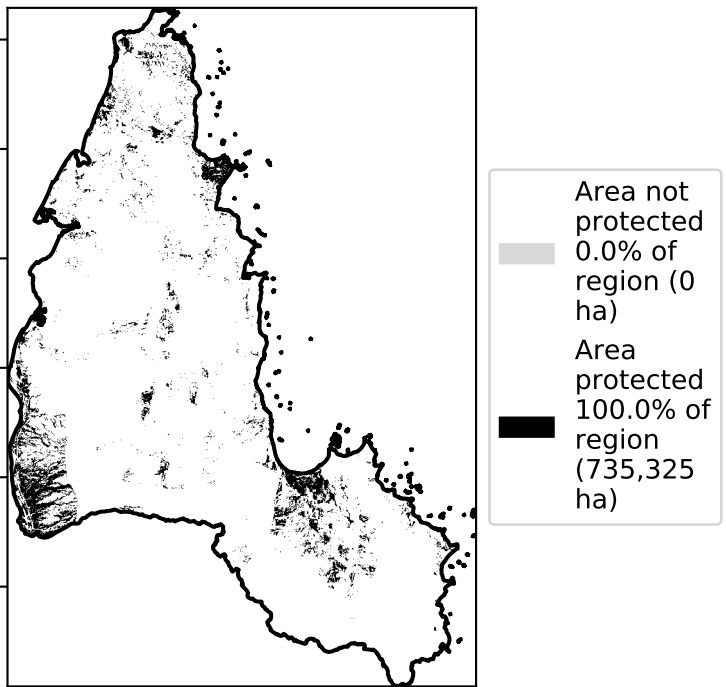 Area not
protected
0.0% of
region (0
ha)
Area
protected
100.0% of
region
(735,325
ha)